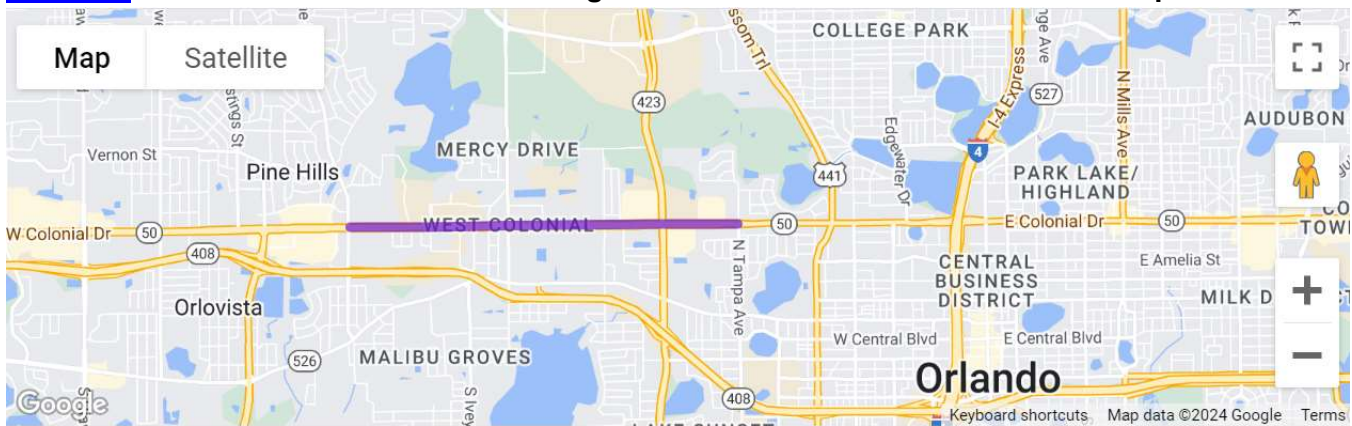 COLLEGE PARK
Map
Satellite
I-4 Express
527
N Mills Ave
423
AUDUBON
Vernon St
Pine Hills
MERCY DRIVE
Edgewater Dr
4
441
PARK LAKE/
HIGHLAND
W Colonial Dr
50
WEST COLONIAL
50
E Colonial Dr
50
408
N Tampa Ave
CENTRAL
BUSINESS
DISTRICT
E Amelia St
Orlovista
MILK D
+
W Central Blvd
E Central Blvd
526
MALIBU GROVES
−
Orlando
408
Google
Keyboard shortcuts
Map data ©2024 Google
Terms